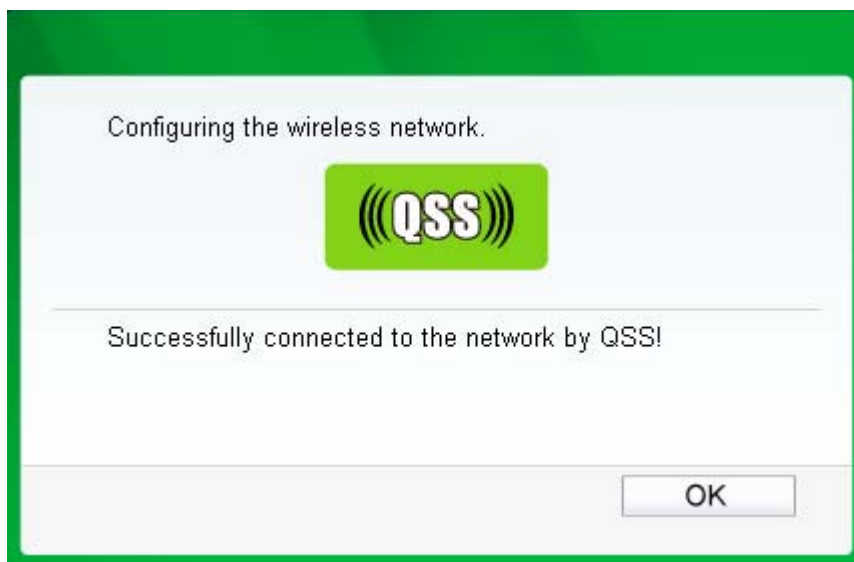 Configuring the wireless network.
(((QSS)))
Successfully connected to the network by QSS!
OK